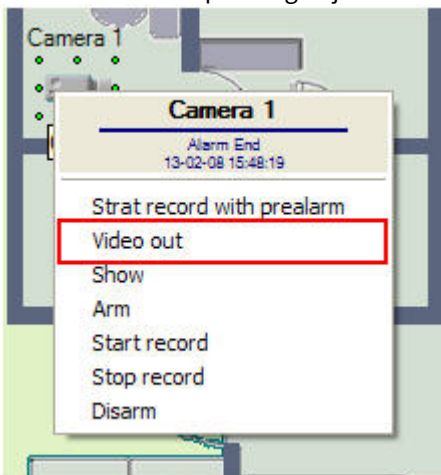 Camera 1
Camera 1
Alarm End
13-02-08 15:48:19
Strat record with prealarm
Video out
Show
Arm
Start record
Stop record
Disarm